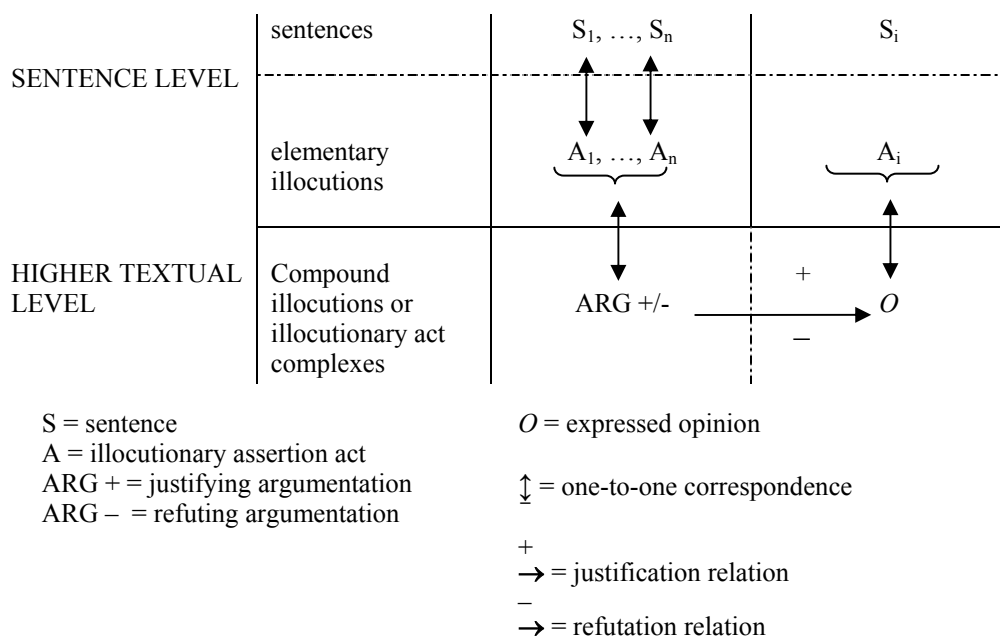 sentences S₁, …, Sₙ Sᵢ
SENTENCE LEVEL
elementary A₁, …, Aₙ Aᵢ
illocutions
HIGHER TEXTUAL Compound +
LEVEL illocutions or ARG +/- O
illocutionary act –
complexes
S = sentence O = expressed opinion
A = illocutionary assertion act
ARG + = justifying argumentation ↕ = one-to-one correspondence
ARG – = refuting argumentation
+
→ = justification relation
–
→ = refutation relation